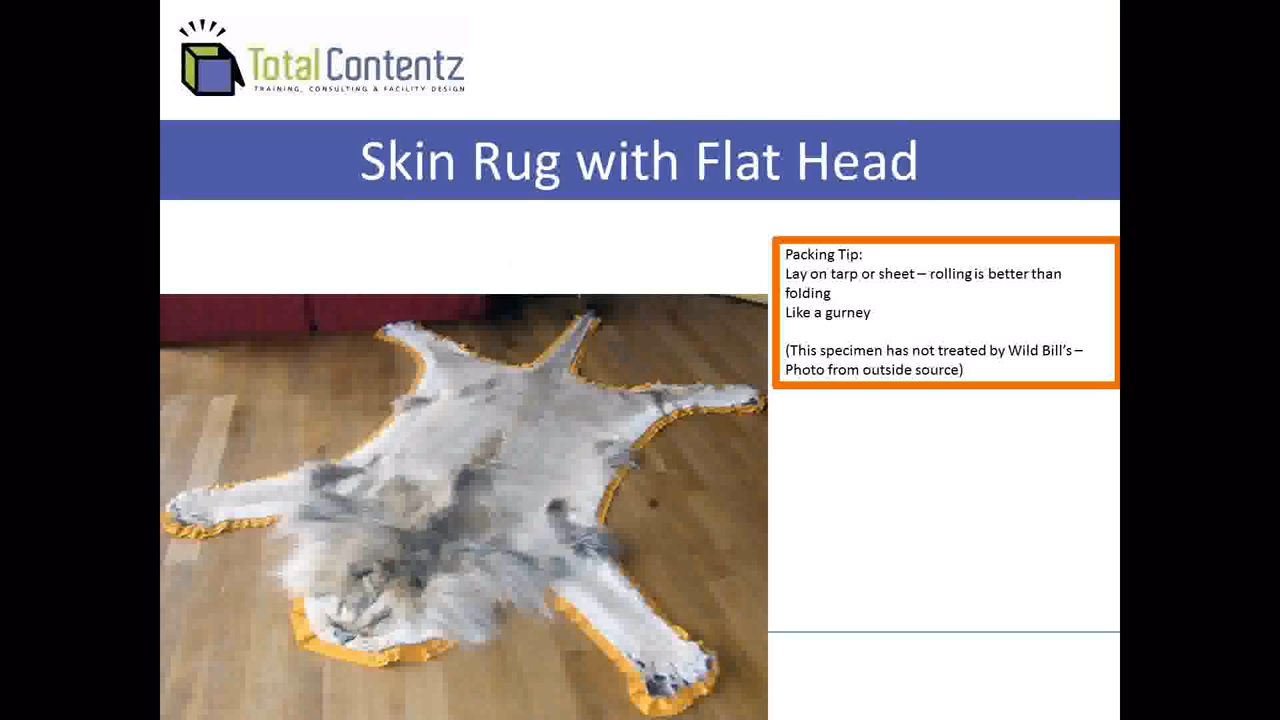 Total Contentz
TRAINING, CONSULTING & FACILITY DESIGN
Skin Rug with Flat Head
Packing Tip:
Lay on tarp or sheet – rolling is better than
folding
Like a gurney
(This specimen has not treated by Wild Bill's –
Photo from outside source)